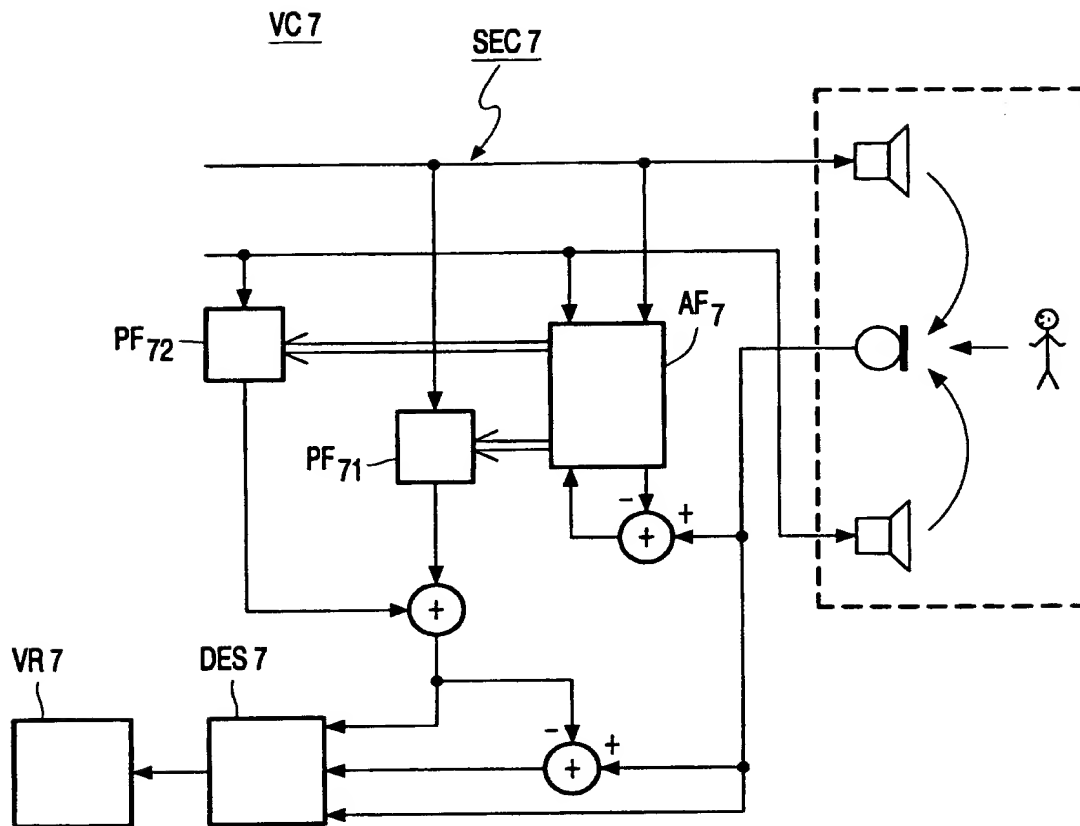 VC 7
SEC 7
AF7
PF72
PF71
- +
+
+
VR 7
DES 7
- +
+